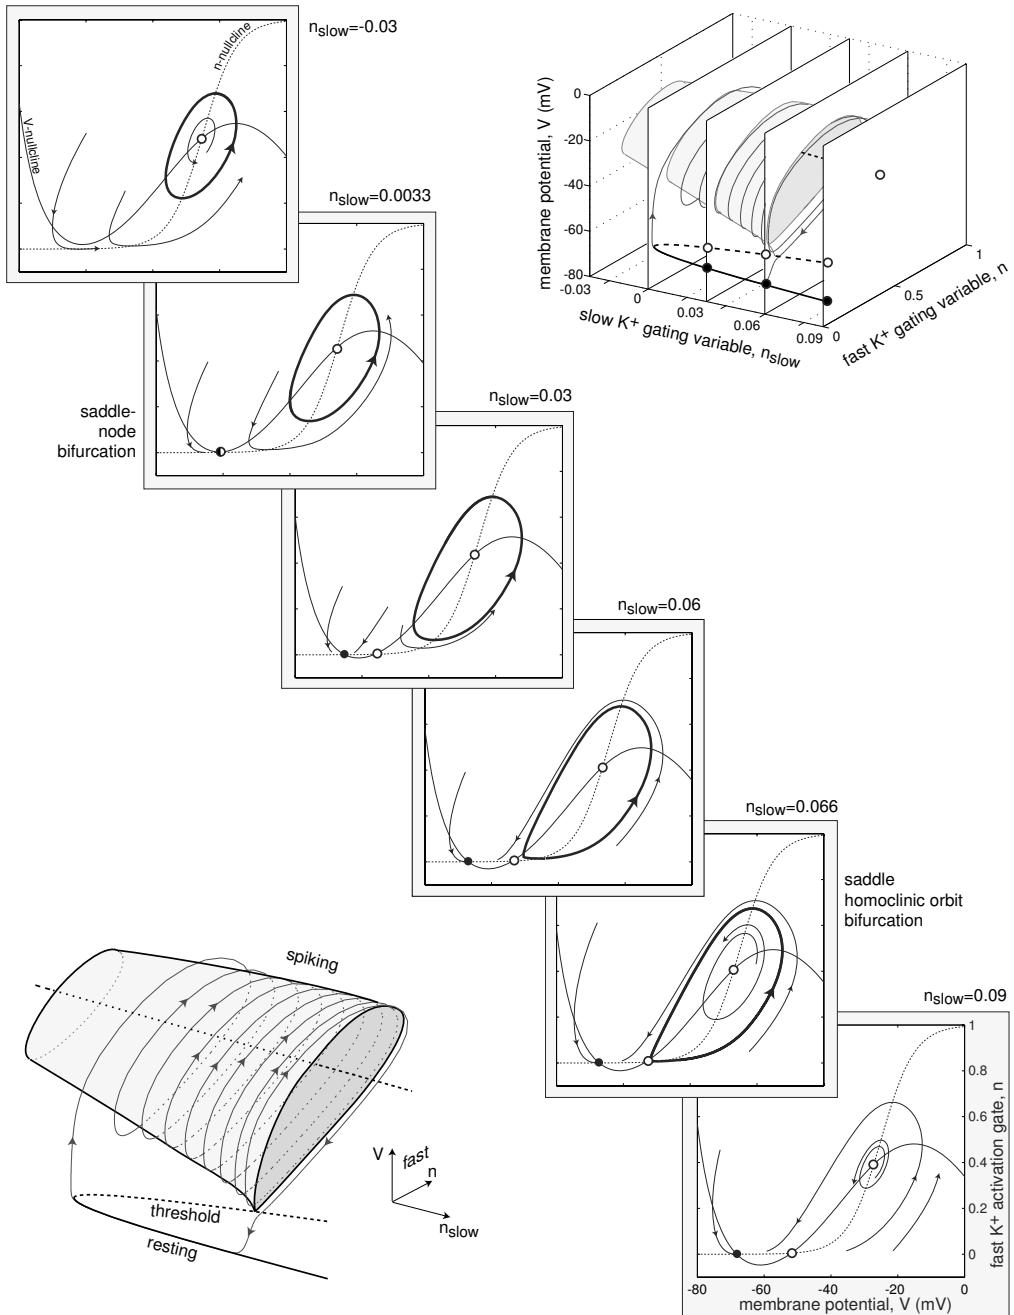 nslow=-0.03
n-nullcline
V-nullcline
membrane potential, V (mV)
0
-20
-40
-60
-80
-0.03
0
0.03
0.06
0.09
slow K+ gating variable, nslow
0
0.5
1
fast K+ gating variable, n
nslow=0.0033
saddle-
node
bifurcation
nslow=0.03
nslow=0.06
nslow=0.066
saddle
homoclinic orbit
bifurcation
spiking
threshold
resting
V
fast
n
nslow
nslow=0.09
1
0.8
0.6
0.4
0.2
0
fast K+ activation gate, n
-80
-60
-40
-20
0
membrane potential, V (mV)